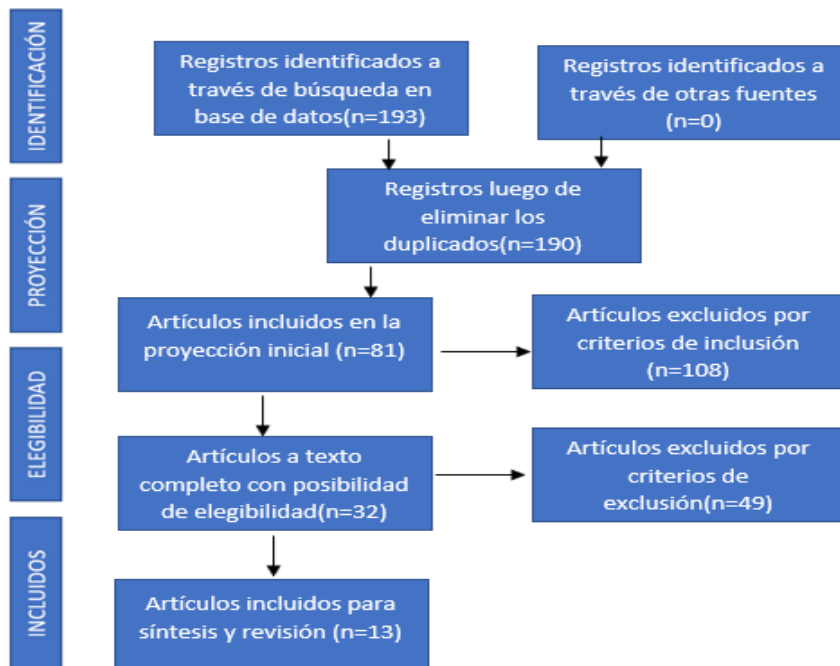 IDENTIFICACIÓN
Registros identificados a
través de búsqueda en
base de datos(n=193)
Registros identificados a
través de otras fuentes
(n=0)
PROYECCIÓN
Registros luego de
eliminar los
duplicados(n=190)
Artículos incluidos en la
proyección inicial (n=81)
Artículos excluidos por
criterios de inclusión
(n=108)
ELEGIBILIDAD
Artículos a texto
completo con posibilidad
de elegibilidad(n=32)
Artículos excluidos por
criterios de
exclusión(n=49)
INCLUIDOS
Artículos incluidos para
síntesis y revisión (n=13)